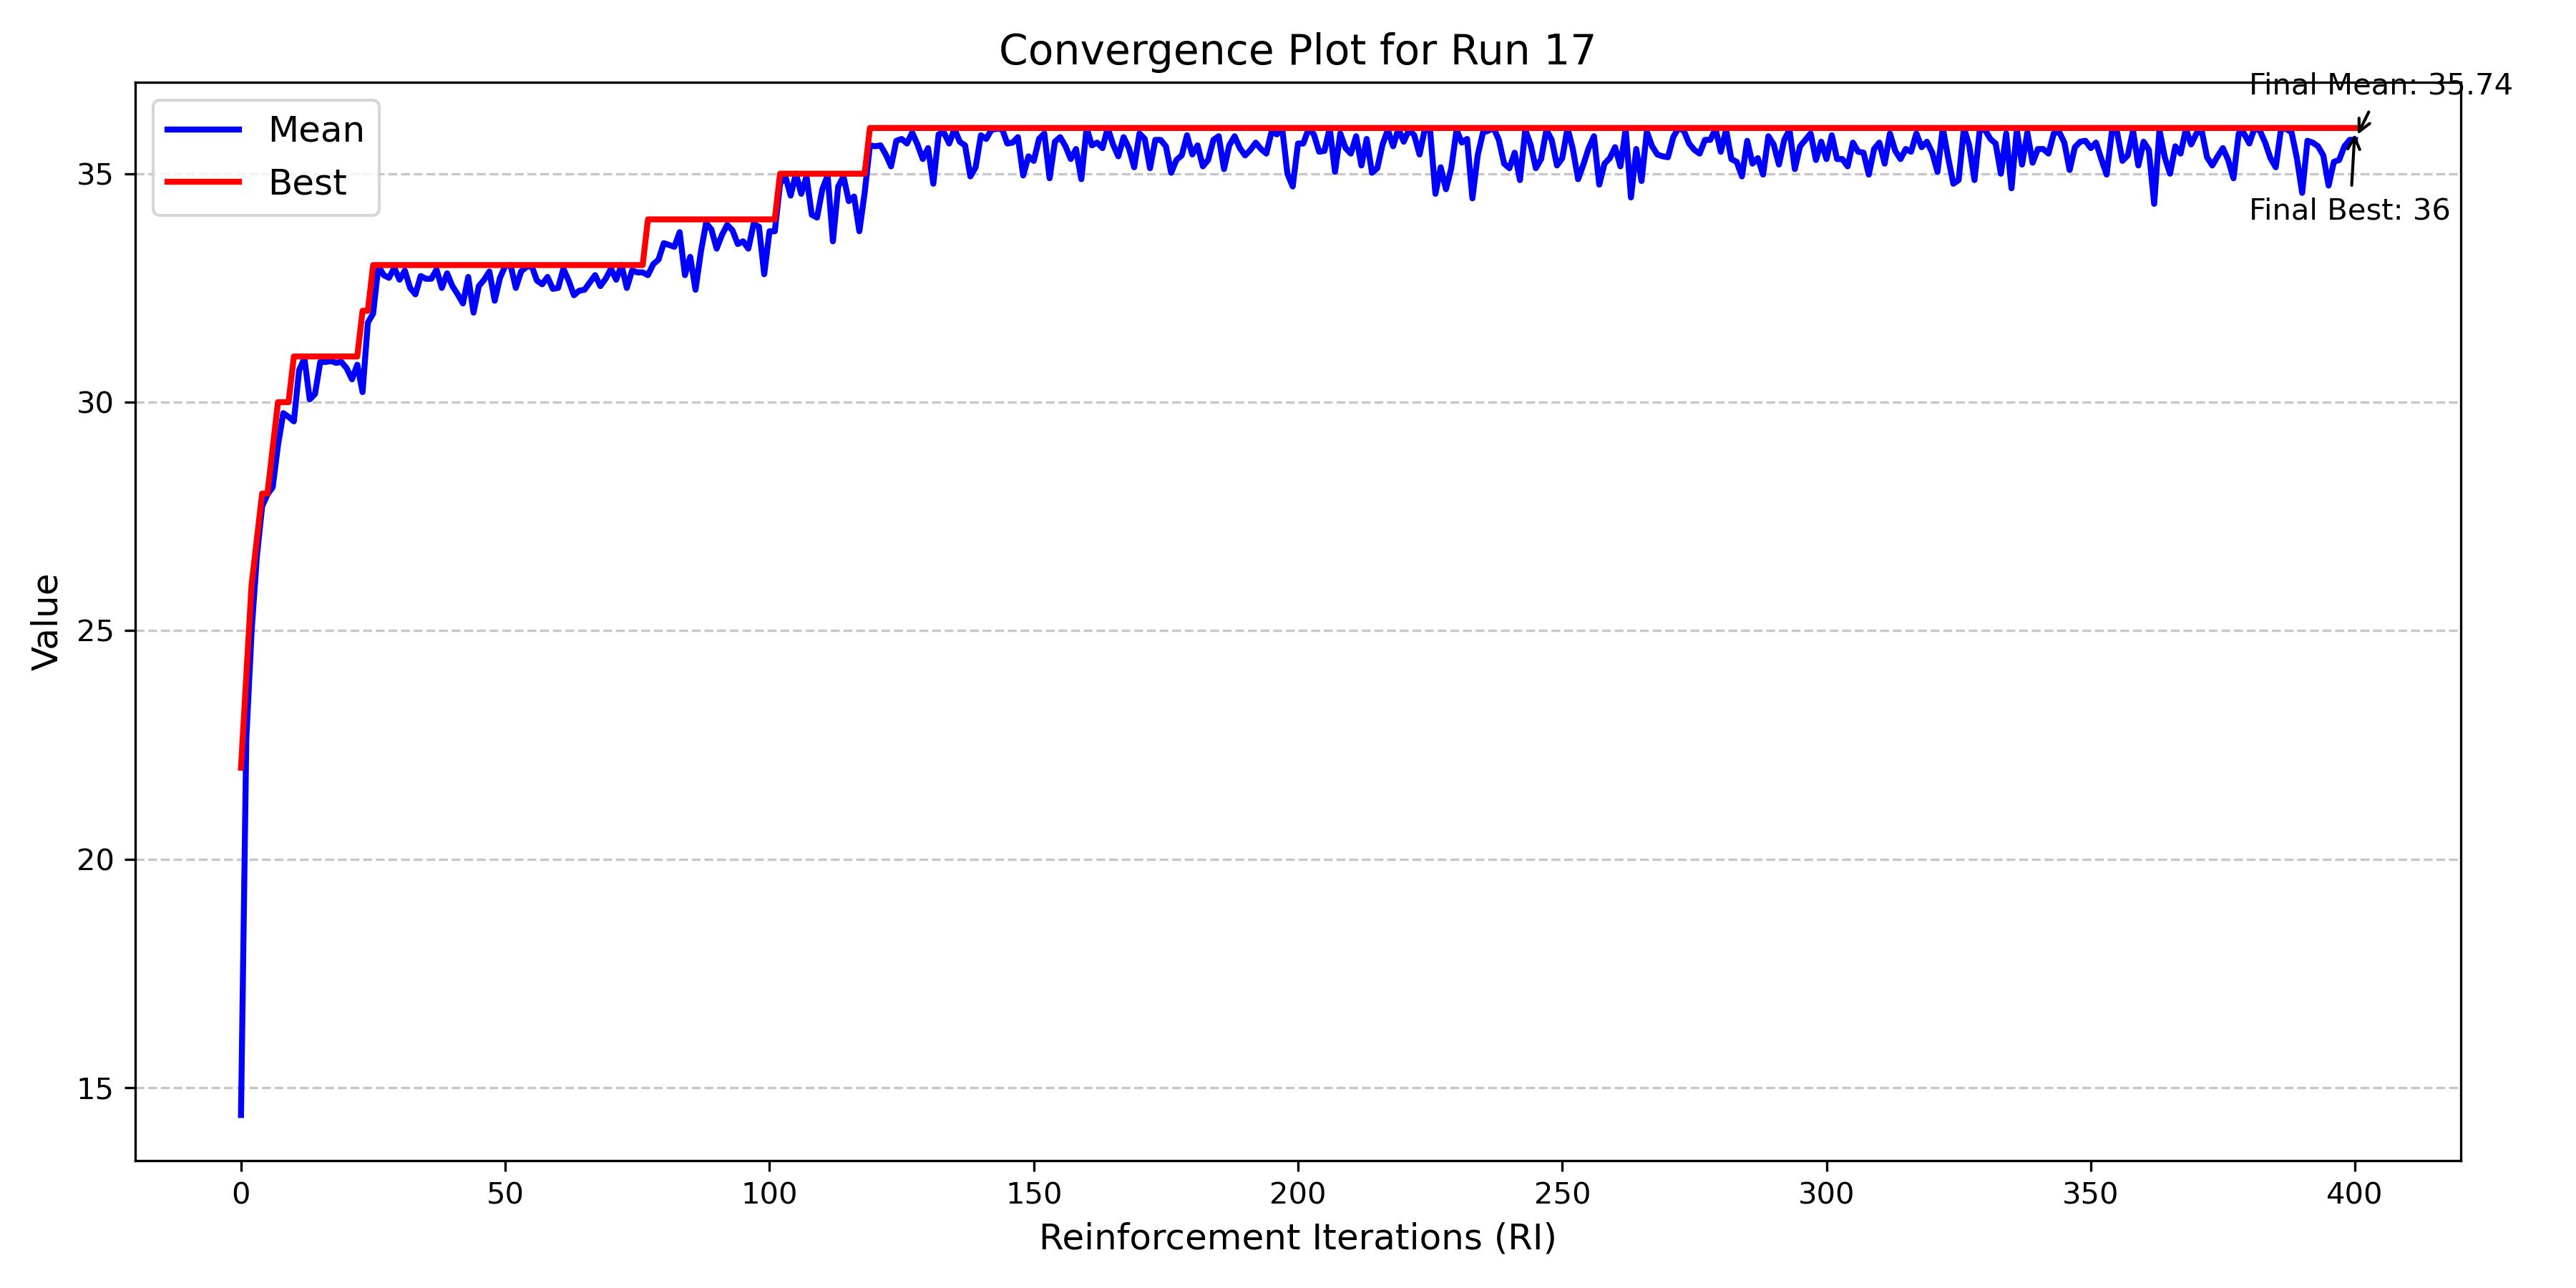 Convergence Plot for Run 17
Final Mean: 35.74
Mean
Best
Final Best: 36
35
30
25
20
15
Value
0 50 100 150 200 250 300 350 400
Reinforcement Iterations (RI)